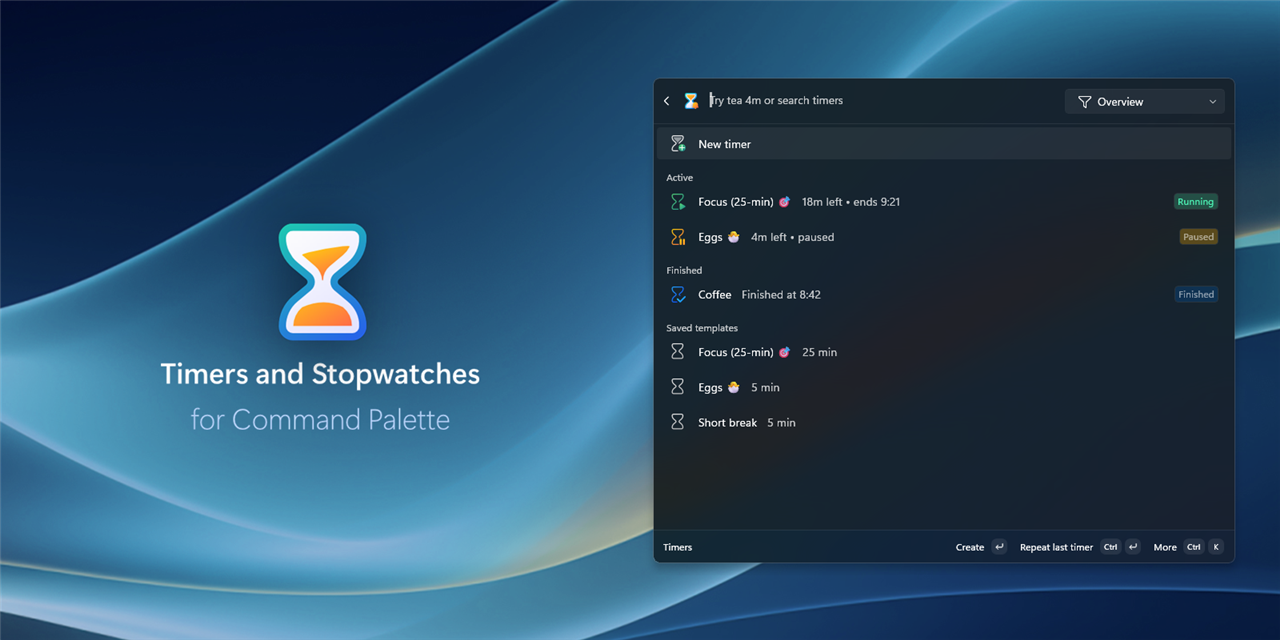 Timers and Stopwatches
for Command Palette
Try tea 4m or search timers
Overview
New timer
Active
Focus (25-min) 🎯 18m left • ends 9:21
Running
Eggs 🐣 4m left • paused
Paused
Finished
Coffee Finished at 8:42
Finished
Saved templates
Focus (25-min) 🎯 25 min
Eggs 🐣 5 min
Short break 5 min
Timers
Create ↵ Repeat last timer Ctrl ↵ More Ctrl K